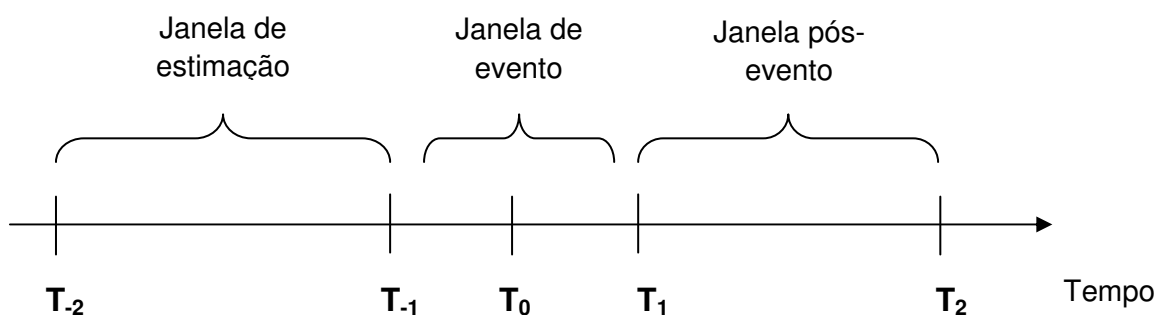 Janela de
estimação
Janela de
evento
Janela pós-
evento
T-2
T-1
T0
T1
T2
Tempo